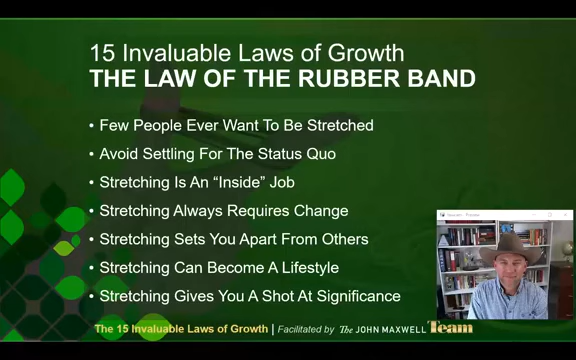 15 Invaluable Laws of Growth
THE LAW OF THE RUBBER BAND
• Few People Ever Want To Be Stretched
• Avoid Settling For The Status Quo
• Stretching Is An “Inside” Job
• Stretching Always Requires Change
• Stretching Sets You Apart From Others
• Stretching Can Become A Lifestyle
• Stretching Gives You A Shot At Significance
The 15 Invaluable Laws of Growth | Facilitated by The JOHN MAXWELL Team